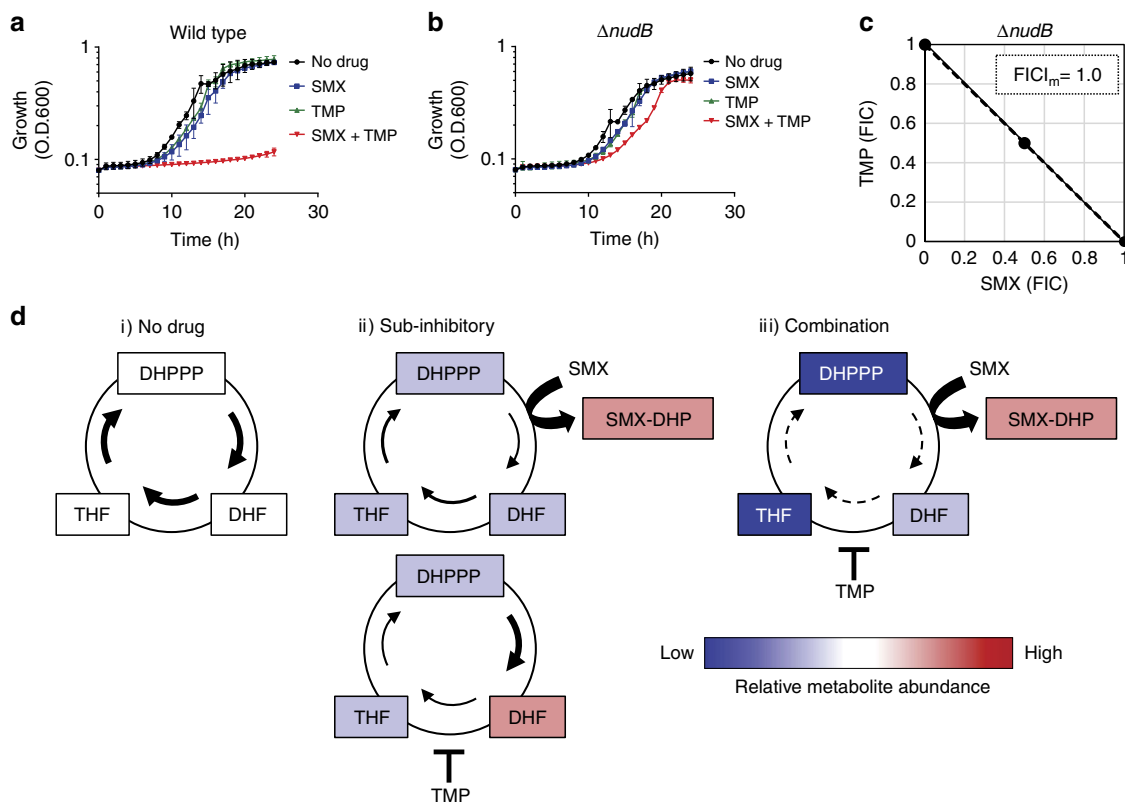 a
Wild type
1
0.1
Growth
(O.D.600)
0
10
20
30
Time (h)
No drug
SMX
TMP
SMX + TMP
b
ΔnudB
1
0.1
Growth
(O.D.600)
0
10
20
30
Time (h)
No drug
SMX
TMP
SMX + TMP
c
ΔnudB
FICIm= 1.0
1
0.8
0.6
0.4
0.2
0
TMP (FIC)
0
0.2
0.4
0.6
0.8
1
SMX (FIC)
d
i) No drug
DHPPP
THF
DHF
ii) Sub-inhibitory
DHPPP
SMX
SMX-DHP
THF
DHF
DHPPP
THF
DHF
TMP
iii) Combination
DHPPP
SMX
SMX-DHP
THF
DHF
TMP
Low
High
Relative metabolite abundance